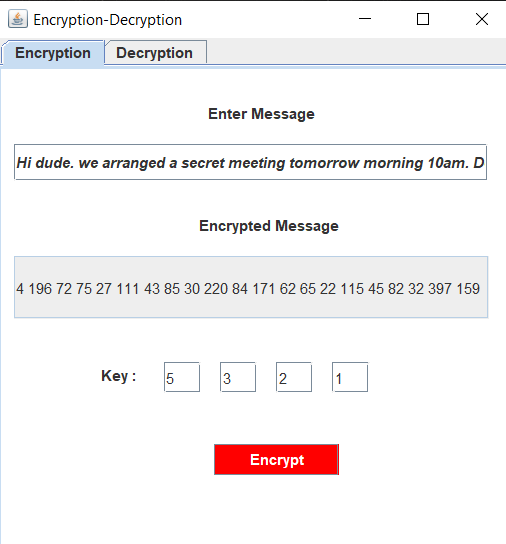 Encryption-Decryption
Encryption Decryption
Enter Message
Hi dude. we arranged a secret meeting tomorrow morning 10am. D
Encrypted Message
4 196 72 75 27 111 43 85 30 220 84 171 62 65 22 115 45 82 32 397 159
Key : 5 3 2 1
Encrypt